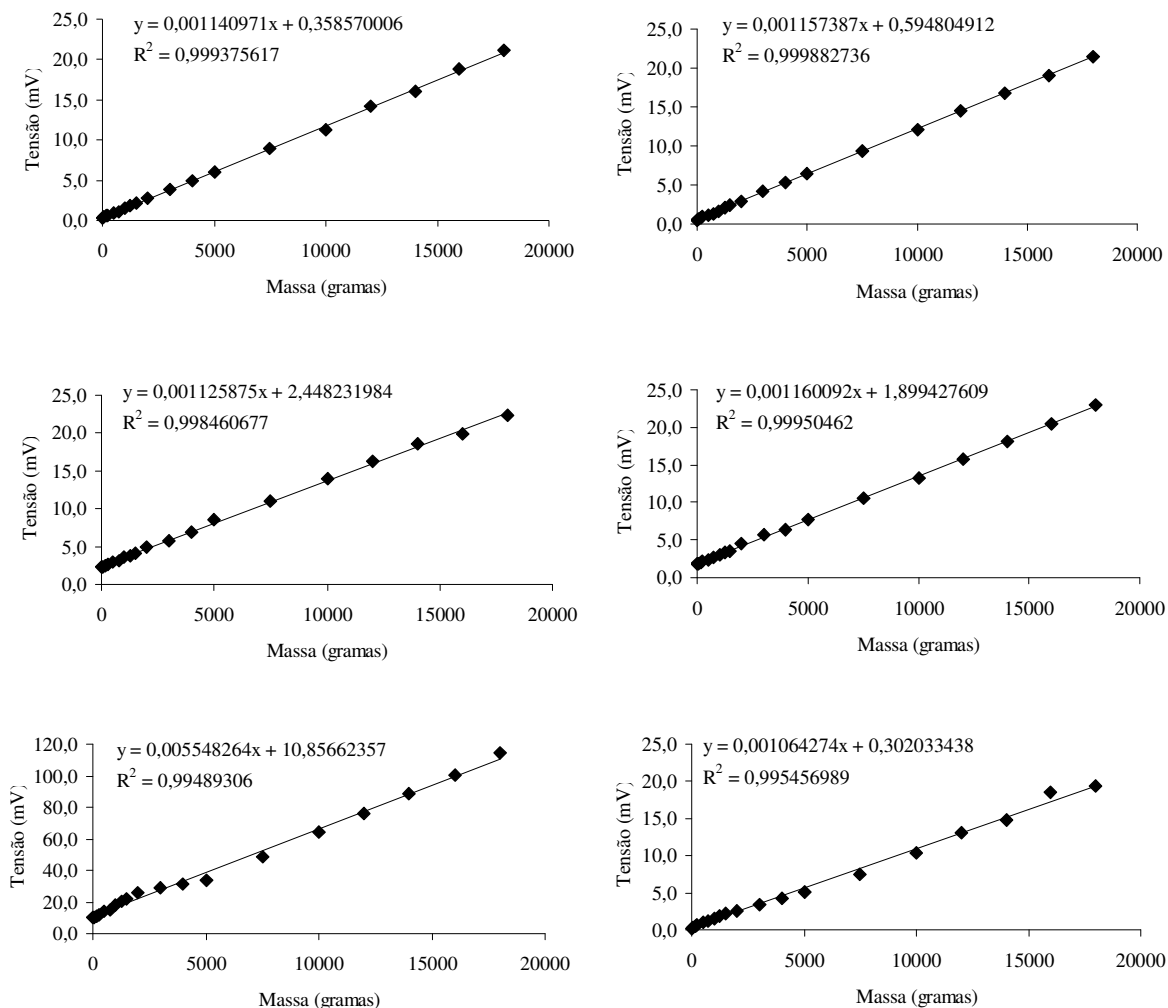 y = 0,001140971x + 0,358570006
R² = 0,999375617
25,0
20,0
15,0
10,0
5,0
0,0
Tensão (mV)
0 5000 10000 15000 20000
Massa (gramas)
y = 0,001157387x + 0,594804912
R² = 0,999882736
25,0
20,0
15,0
10,0
5,0
0,0
Tensão (mV)
0 5000 10000 15000 20000
Massa (gramas)
y = 0,001125875x + 2,448231984
R² = 0,998460677
25,0
20,0
15,0
10,0
5,0
0,0
Tensão (mV)
0 5000 10000 15000 20000
Massa (gramas)
y = 0,001160092x + 1,899427609
R² = 0,99950462
25,0
20,0
15,0
10,0
5,0
0,0
Tensão (mV)
0 5000 10000 15000 20000
Massa (gramas)
y = 0,005548264x + 10,85662357
R² = 0,99489306
120,0
100,0
80,0
60,0
40,0
20,0
0,0
Tensão (mV)
0 5000 10000 15000 20000
Massa (gramas)
y = 0,001064274x + 0,302033438
R² = 0,995456989
25,0
20,0
15,0
10,0
5,0
0,0
Tensão (mV)
0 5000 10000 15000 20000
Massa (gramas)